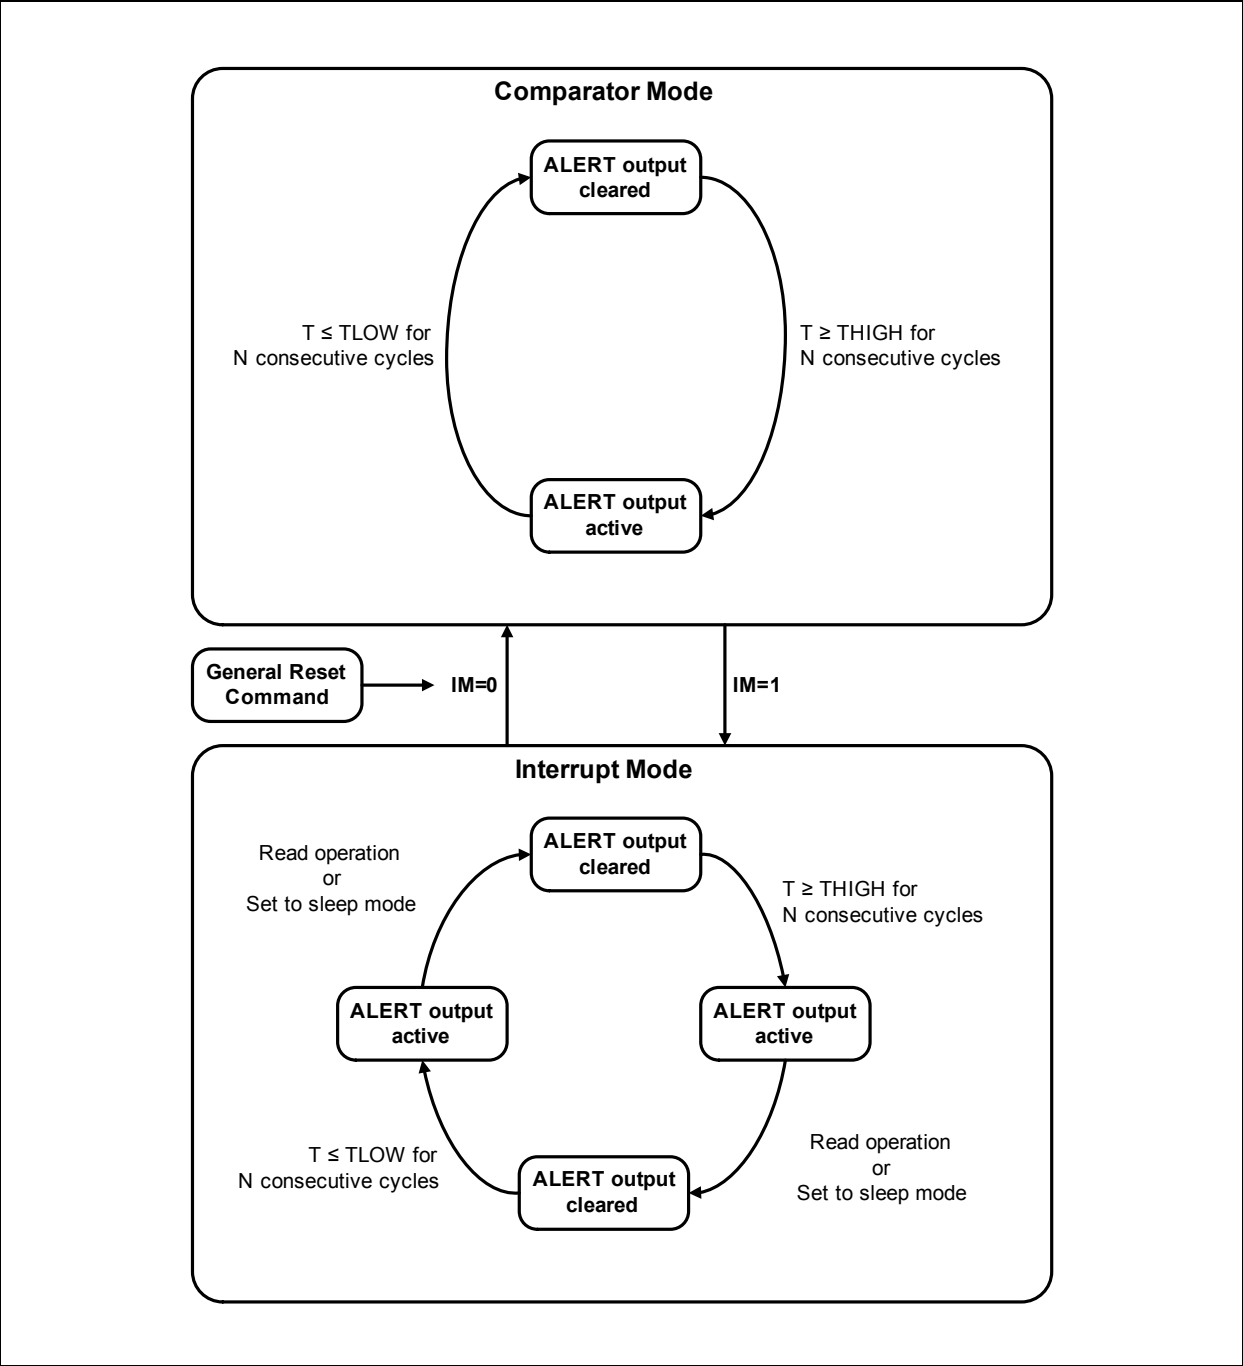 Comparator Mode
ALERT output
cleared
T ≤ TLOW for
N consecutive cycles
T ≥ THIGH for
N consecutive cycles
ALERT output
active
General Reset
Command
IM=0
IM=1
Interrupt Mode
ALERT output
cleared
Read operation
or
Set to sleep mode
T ≥ THIGH for
N consecutive cycles
ALERT output
active
ALERT output
active
T ≤ TLOW for
N consecutive cycles
Read operation
or
Set to sleep mode
ALERT output
cleared